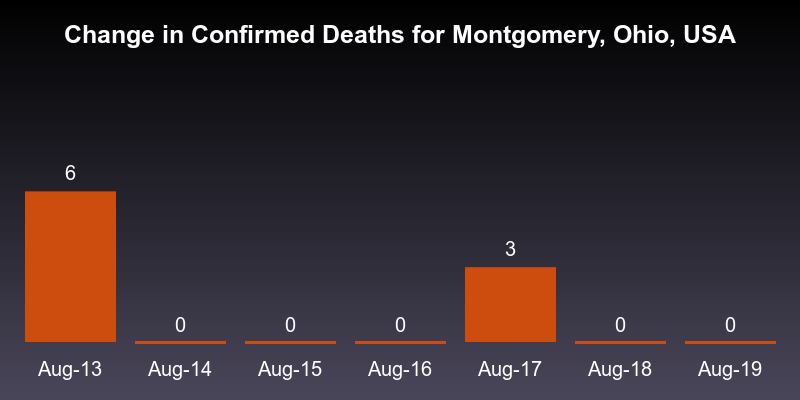 Change in Confirmed Deaths for Montgomery, Ohio, USA
6
3
0 0 0 0 0
Aug-13 Aug-14 Aug-15 Aug-16 Aug-17 Aug-18 Aug-19